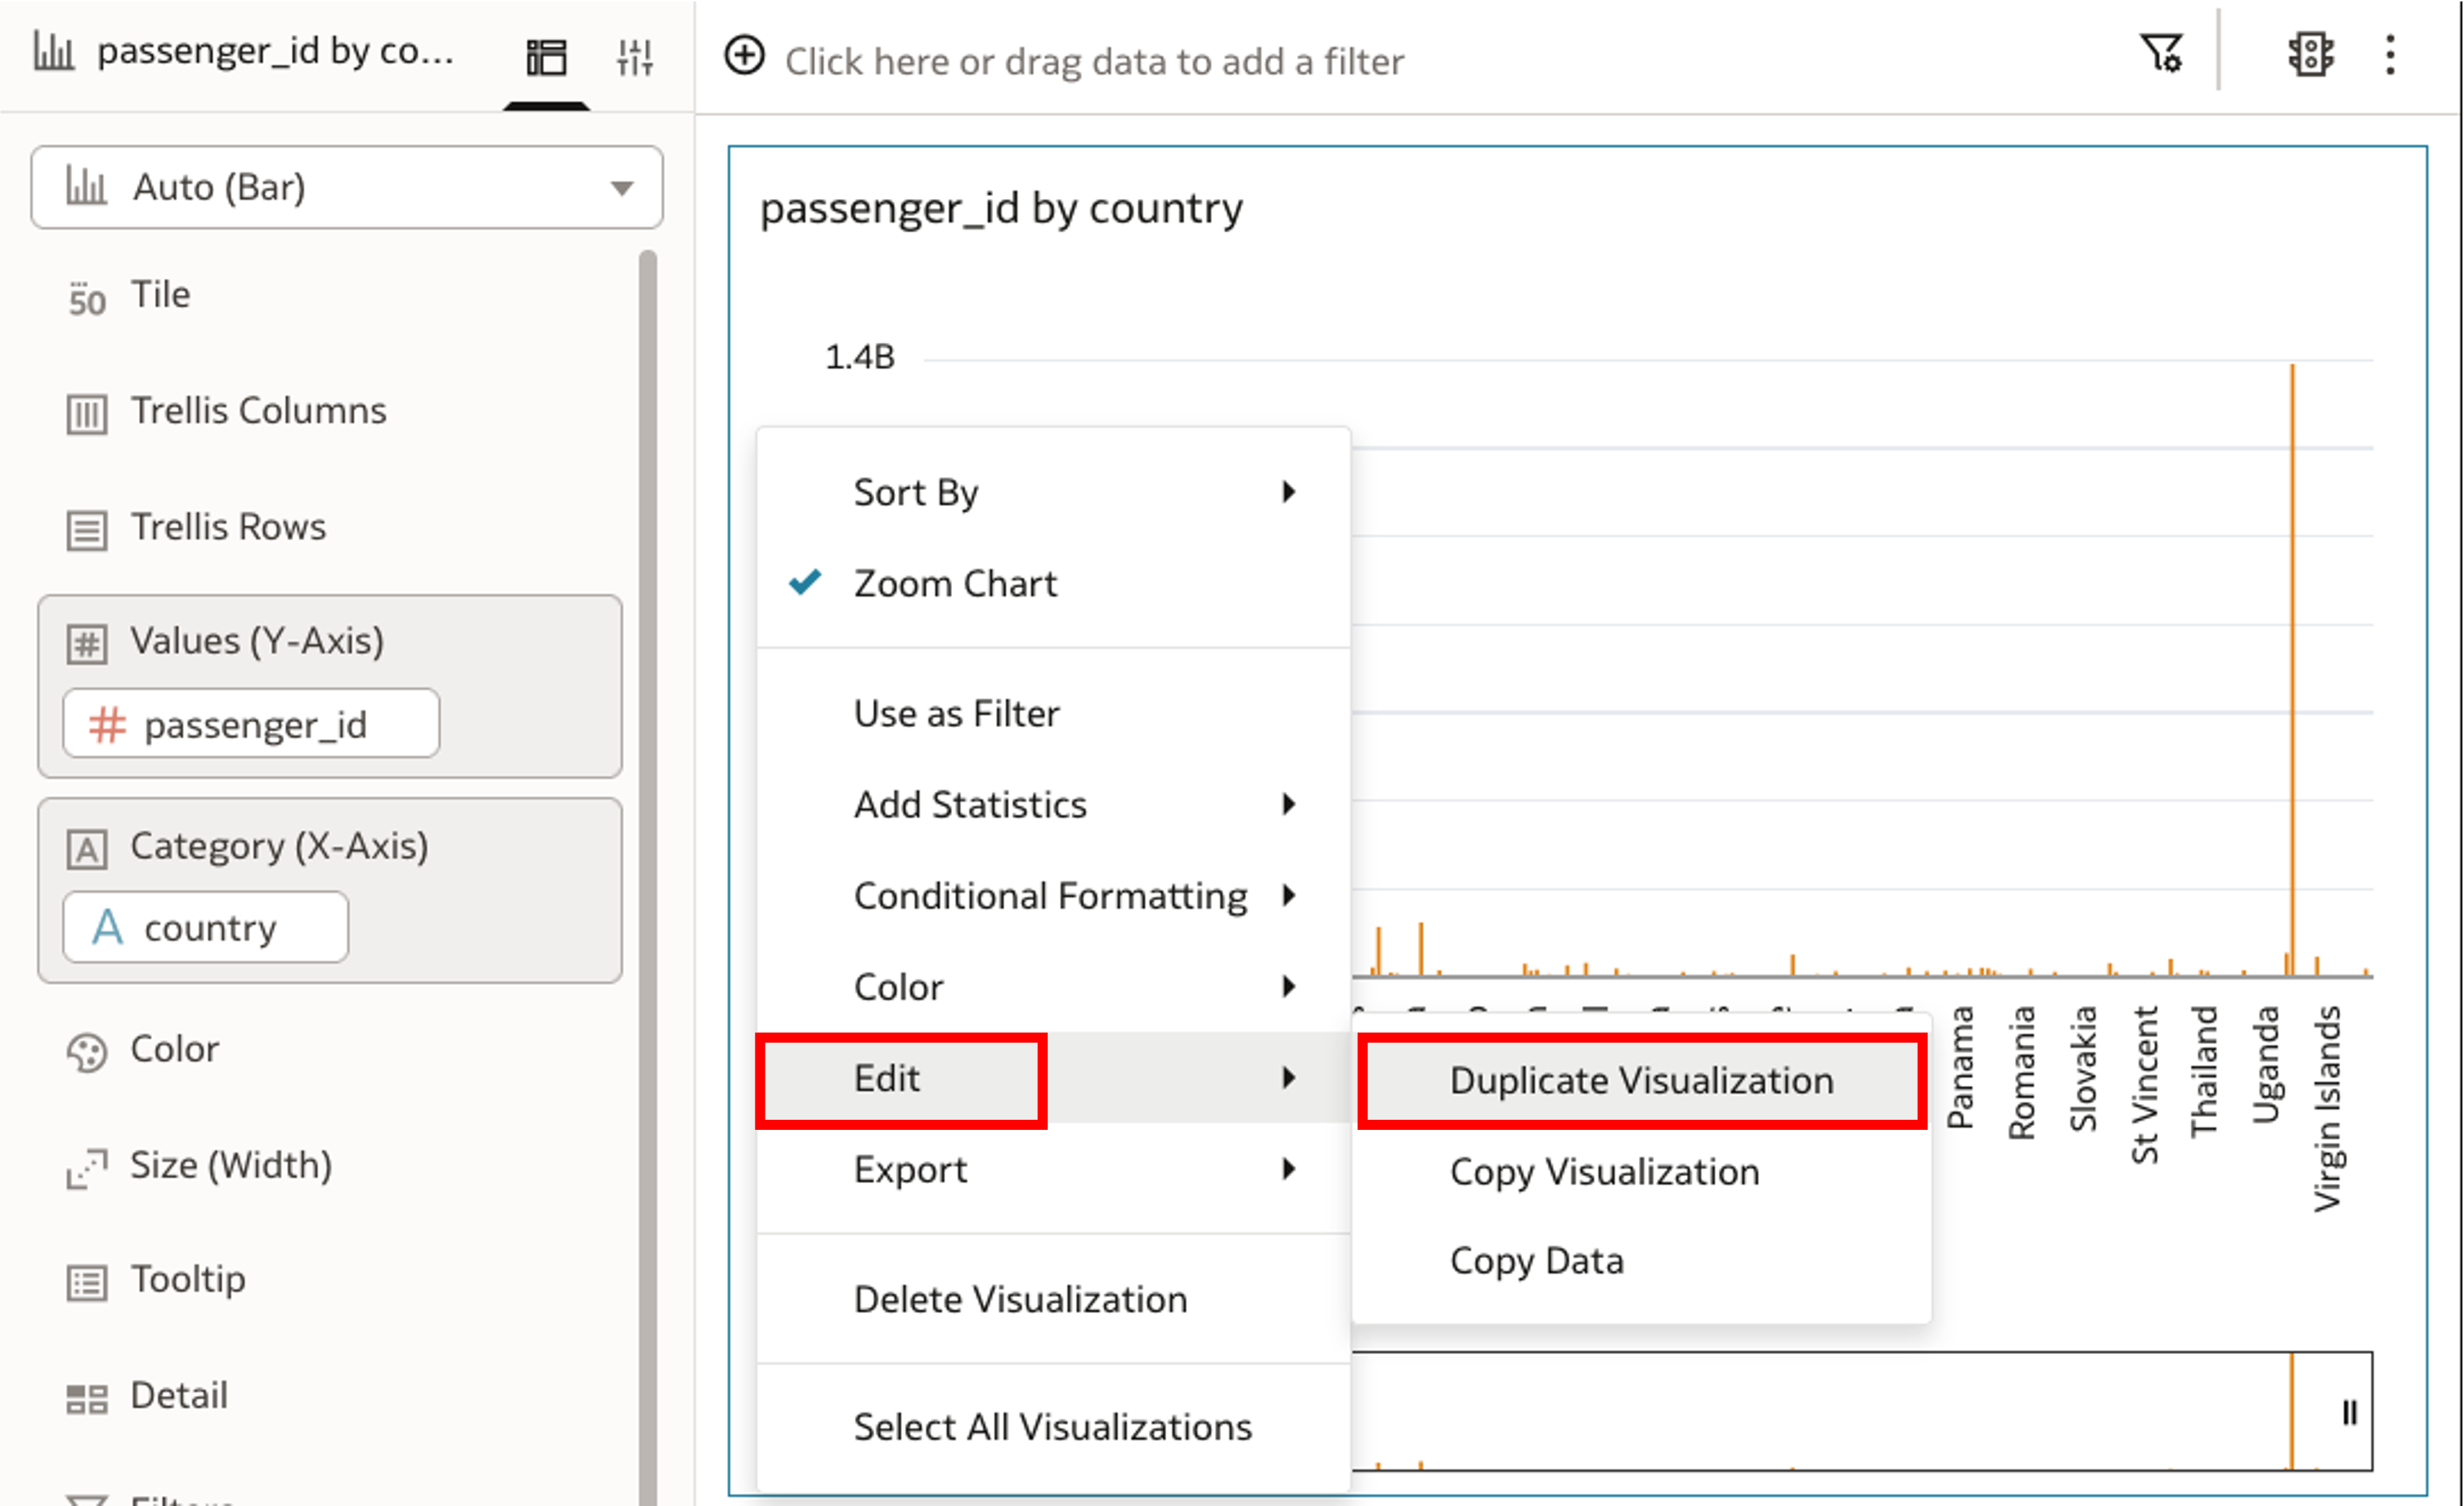 passenger_id by co...
Click here or drag data to add a filter
Auto (Bar)
50 Tile
Trellis Columns
Trellis Rows
# Values (Y-Axis)
# passenger_id
A Category (X-Axis)
A country
Color
Size (Width)
Tooltip
Detail
passenger_id by country
1.4B
Sort By
Zoom Chart
Use as Filter
Add Statistics
Conditional Formatting
Color
Edit
Export
Delete Visualization
Select All Visualizations
Duplicate Visualization
Copy Visualization
Copy Data
Panama
Romania
Slovakia
St Vincent
Thailand
Uganda
Virgin Islands